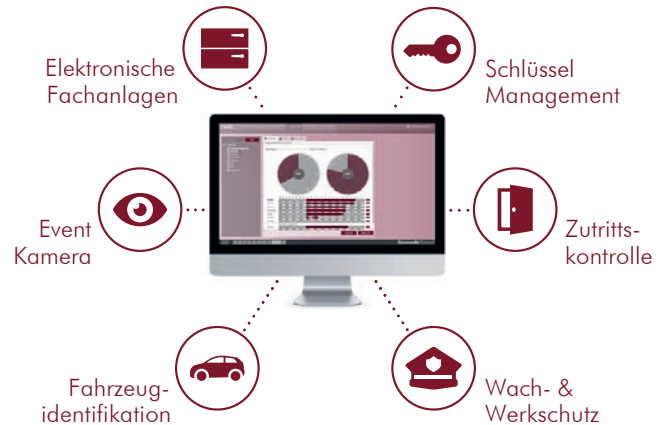 Elektronische
Fachanlagen
Schlüssel
Management
Event
Kamera
Zutritts-
kontrolle
Fahrzeug-
identifikation
Wach- &
Werkschutz